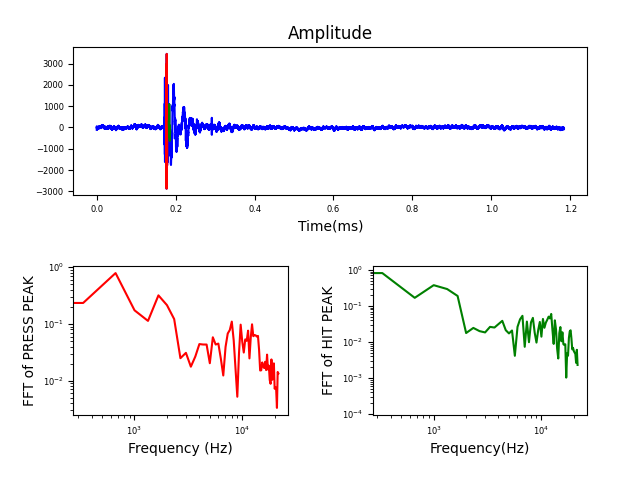 Amplitude
3000
2000
1000
0
−1000
−2000
−3000
0.0 0.2 0.4 0.6 0.8 1.0 1.2
Time(ms)
FFT of PRESS PEAK
10⁰
10⁻¹
10⁻²
10³ 10⁴
Frequency (Hz)
FFT of HIT PEAK
10⁰
10⁻¹
10⁻²
10⁻³
10⁻⁴
10³ 10⁴
Frequency(Hz)